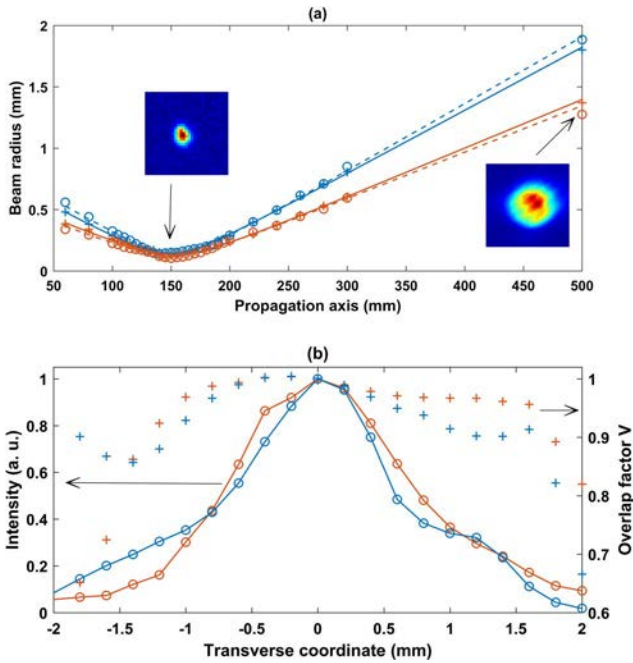 (a)
2
1.5
1
0.5
0
Beam radius (mm)
50 100 150 200 250 300 350 400 450 500
Propagation axis (mm)
(b)
1
0.8
0.6
0.4
0.2
0
Intensity (a. u.)
1
0.9
0.8
0.7
0.6
Overlap factor V
-2 -1.5 -1 -0.5 0 0.5 1 1.5 2
Transverse coordinate (mm)